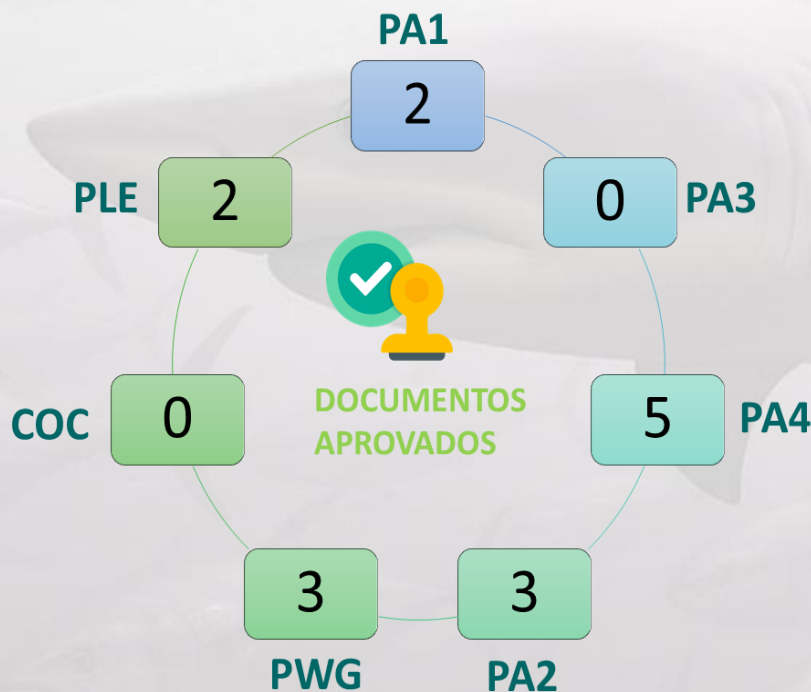 PA1
2
PLE
2
0
PA3
DOCUMENTOS
APROVADOS
COC
0
5
PA4
3
3
PWG
PA2